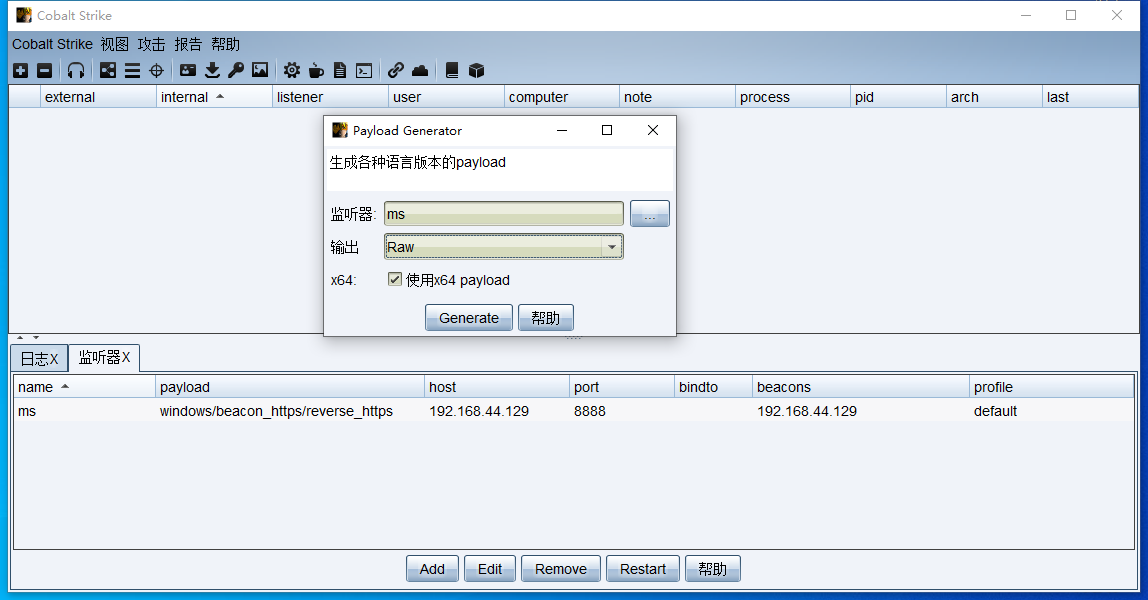 Cobalt Strike
Cobalt Strike 视图 攻击 报告 帮助
external internal listener user computer note process pid arch last
Payload Generator
生成各种语言版本的payload
监听器: ms ...
输出 Raw
x64: 使用x64 payload
Generate 帮助
日志X 监听器X
name payload host port bindto beacons profile
ms windows/beacon_https/reverse_https 192.168.44.129 8888 192.168.44.129 default
Add Edit Remove Restart 帮助